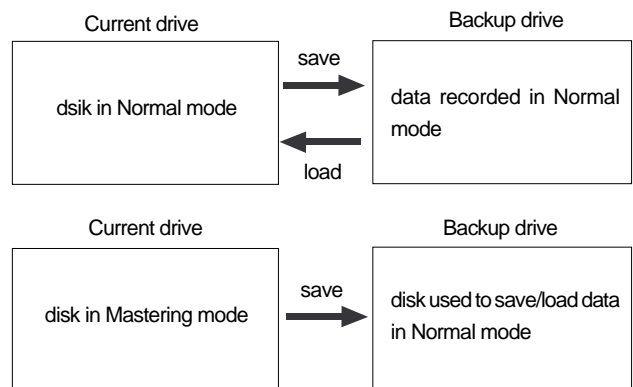 Current drive
Backup drive
save
dsik in Normal mode
data recorded in Normal
mode
load
Current drive
Backup drive
save
disk in Mastering mode
disk used to save/load data
in Normal mode